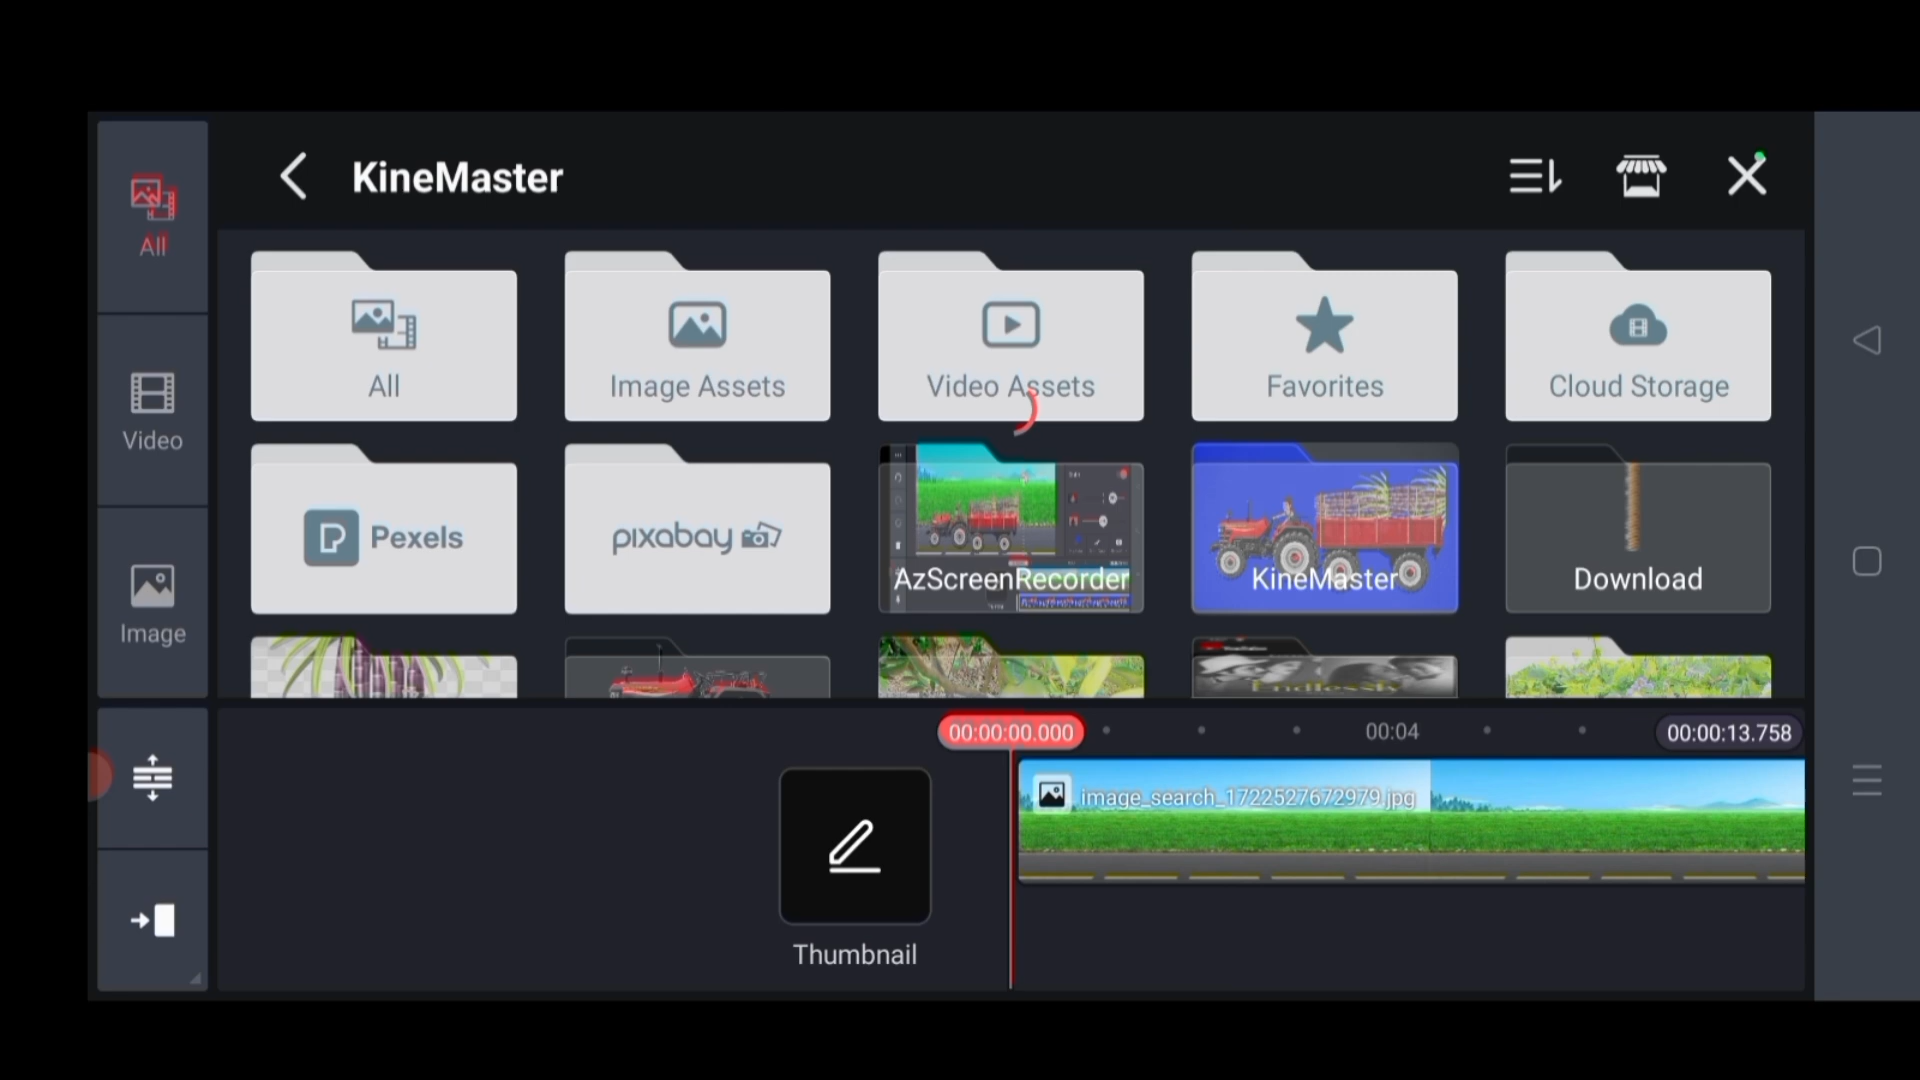 KineMaster
All
Video
Image
All
Image Assets
Video Assets
Favorites
Cloud Storage
Pexels
pixabay
AzScreenRecorder
KineMaster
Download
Endlessly
00:00:00.000
00:04
00:00:13.758
image_search_1722527672979.jpg
Thumbnail